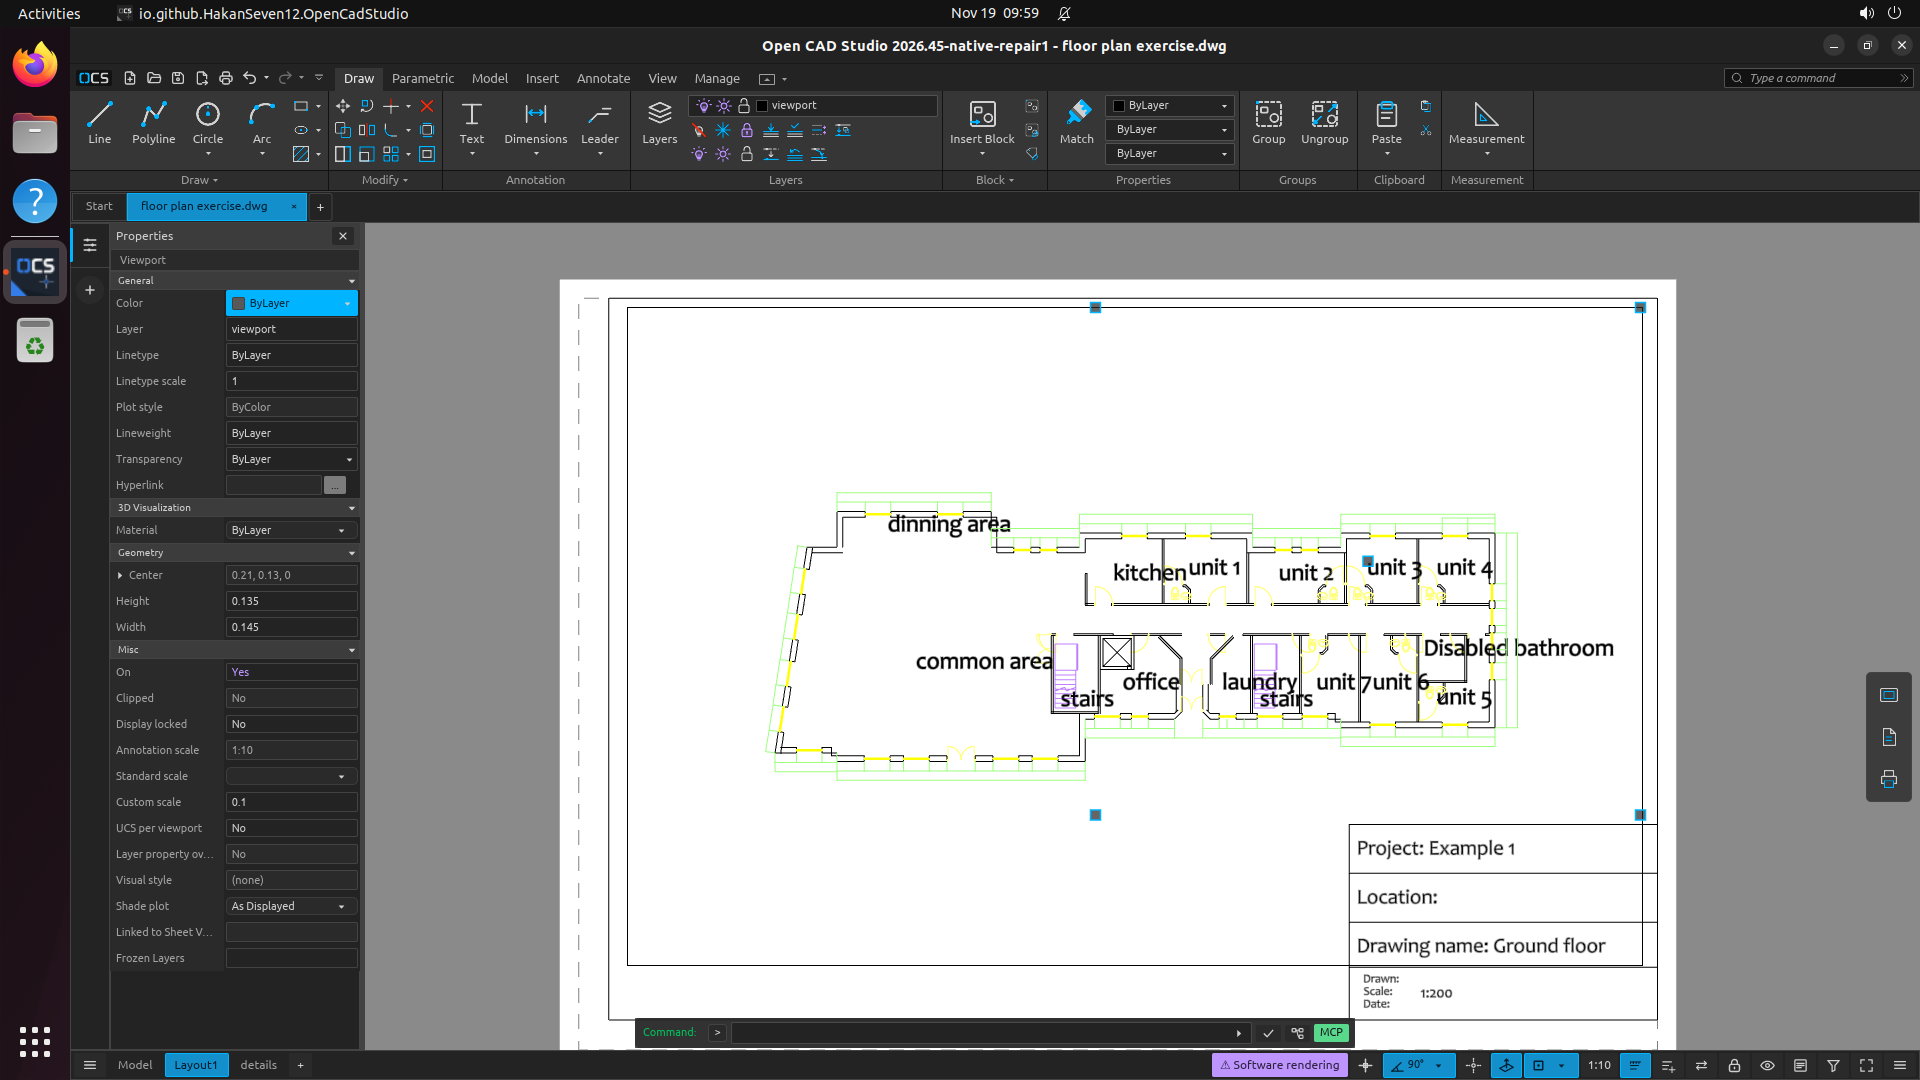 Activities
io.github.HakanSeven12.OpenCadStudio
Nov 19 09:59
Open CAD Studio 2026.45-native-repair1 - floor plan exercise.dwg
OCS
Draw
Parametric
Model
Insert
Annotate
View
Manage
Type a command
Line
Polyline
Circle
Arc
Text
Dimensions
Leader
Layers
viewport
Insert Block
Match
ByLayer
ByLayer
ByLayer
Group
Ungroup
Paste
Measurement
Draw
Modify
Annotation
Layers
Block
Properties
Groups
Clipboard
Measurement
Start
floor plan exercise.dwg
Properties
Viewport
General
Color ByLayer
Layer viewport
Linetype ByLayer
Linetype scale 1
Plot style ByColor
Lineweight ByLayer
Transparency ByLayer
Hyperlink ...
3D Visualization
Material ByLayer
Geometry
Center 0.21, 0.13, 0
Height 0.135
Width 0.145
Misc
On Yes
Clipped No
Display locked No
Annotation scale 1:10
Standard scale
Custom scale 0.1
UCS per viewport No
Layer property ov... No
Visual style (none)
Shade plot As Displayed
Linked to Sheet V...
Frozen Layers
dinning area
kitchen
unit 1
unit 2
unit 3
unit 4
common area
Disabled bathroom
stairs
office
laundry
stairs
unit 7
unit 6
unit 5
Project: Example 1
Location:
Drawing name: Ground floor
Drawn:
Scale: 1:200
Date:
Command: >
MCP
Model
Layout1
details
+
Software rendering
90°
1:10